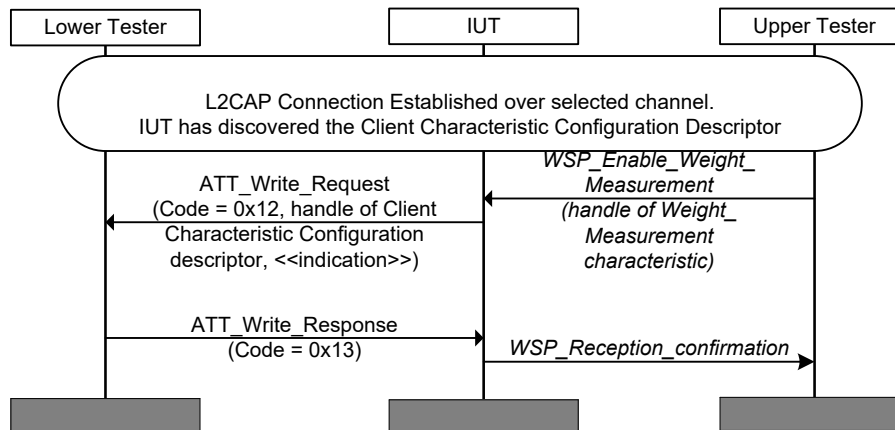 Lower Tester
IUT
Upper Tester
L2CAP Connection Established over selected channel.
IUT has discovered the Client Characteristic Configuration Descriptor
WSP_Enable_Weight_
Measurement
(handle of Weight_
Measurement
characteristic)
ATT_Write_Request
(Code = 0x12, handle of Client
Characteristic Configuration
descriptor, <<indication>>)
ATT_Write_Response
(Code = 0x13)
WSP_Reception_confirmation